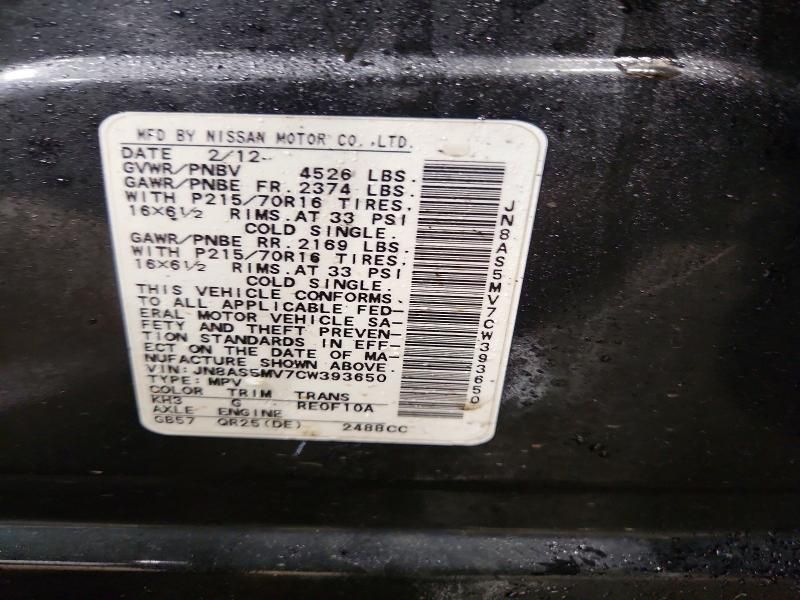 MFD BY NISSAN MOTOR CO.,LTD.
DATE 2/12
GVWR/PNBV 4526 LBS.
GAWR/PNBE FR. 2374 LBS.
WITH P215/70R16 TIRES.
16×6½ RIMS.AT 33 PSI
COLD SINGLE.
GAWR/PNBE RR. 2169 LBS.
WITH P215/70R16 TIRES.
16×6½ RIMS.AT 33 PSI
COLD SINGLE.
THIS VEHICLE CONFORMS
TO ALL APPLICABLE FED-
ERAL MOTOR VEHICLE SA-
FETY AND THEFT PREVEN-
TION STANDARDS IN EFF-
ECT ON THE DATE OF MA-
NUFACTURE SHOWN ABOVE.
VIN: JN8AS5MV7CW393650
TYPE: MPV
COLOR TRIM TRANS
KH3 G RE0F10A
AXLE ENGINE
GB57 QR25(DE) 2488CC
JN8AS5MV7CW393650